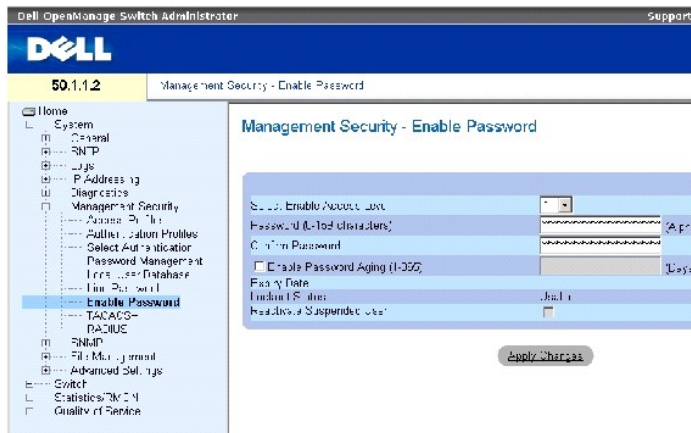 Dell OpenManage Switch Administrator Support
DELL
50.1.1.2 Management Security - Enable Password
Home
System
General
SNTP
Logs
IP Addressing
Diagnostics
Management Security
Access Profiles
Authentication Profiles
Select Authentication
Password Management
Local User Database
Line Password
Enable Password
TACACS+
RADIUS
SNMP
File Management
Advanced Settings
Switch
Statistics/RMON
Quality of Service
Management Security - Enable Password
Select Enable Access Level 1
Password (0-159 characters)
Confirm Password
Enable Password Aging (1-365) (Days
Expiry Date
Lockout Status
Reactivate Suspended User
Apply Changes